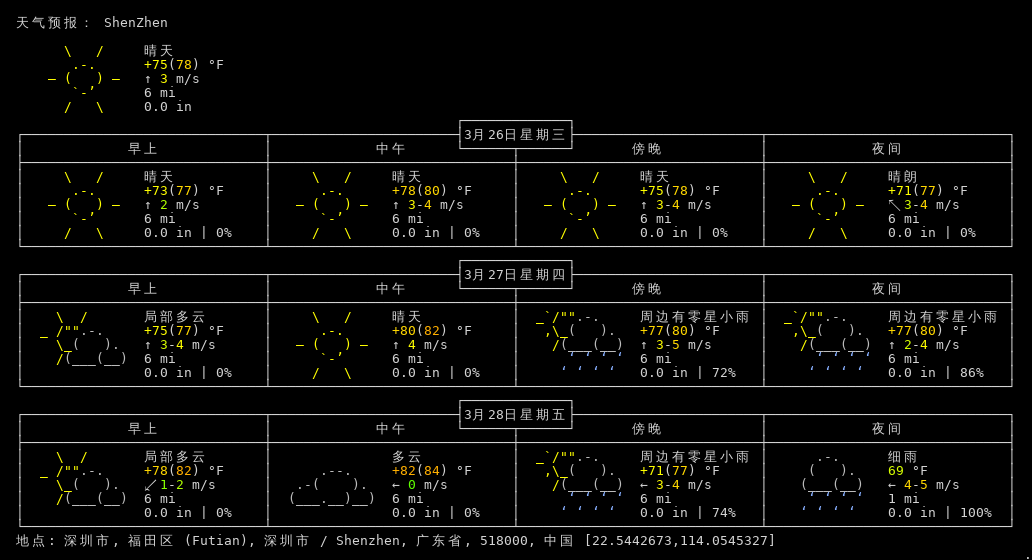 天气预报： ShenZhen
晴天
+75(78) °F
↑ 3 m/s
6 mi
0.0 in
3月26日星期三
早上 中午 傍晚 夜间
晴天 晴天 晴天 晴朗
+73(77) °F +78(80) °F +75(78) °F +71(77) °F
↑ 2 m/s ↑ 3-4 m/s ↑ 3-4 m/s ↖ 3-4 m/s
6 mi 6 mi 6 mi 6 mi
0.0 in | 0% 0.0 in | 0% 0.0 in | 0% 0.0 in | 0%
3月27日星期四
早上 中午 傍晚 夜间
局部多云 晴天 周边有零星小雨 周边有零星小雨
+75(77) °F +80(82) °F +77(80) °F +77(80) °F
↑ 3-4 m/s ↑ 4 m/s ↑ 3-5 m/s ↑ 2-4 m/s
6 mi 6 mi 6 mi 6 mi
0.0 in | 0% 0.0 in | 0% 0.0 in | 72% 0.0 in | 86%
3月28日星期五
早上 中午 傍晚 夜间
局部多云 多云 周边有零星小雨 细雨
+78(82) °F +82(84) °F +71(77) °F 69 °F
↙ 1-2 m/s ← 0 m/s ← 3-4 m/s ← 4-5 m/s
6 mi 6 mi 6 mi 1 mi
0.0 in | 0% 0.0 in | 0% 0.0 in | 74% 0.0 in | 100%
地点: 深圳市, 福田区 (Futian), 深圳市 / Shenzhen, 广东省, 518000, 中国 [22.5442673,114.0545327]